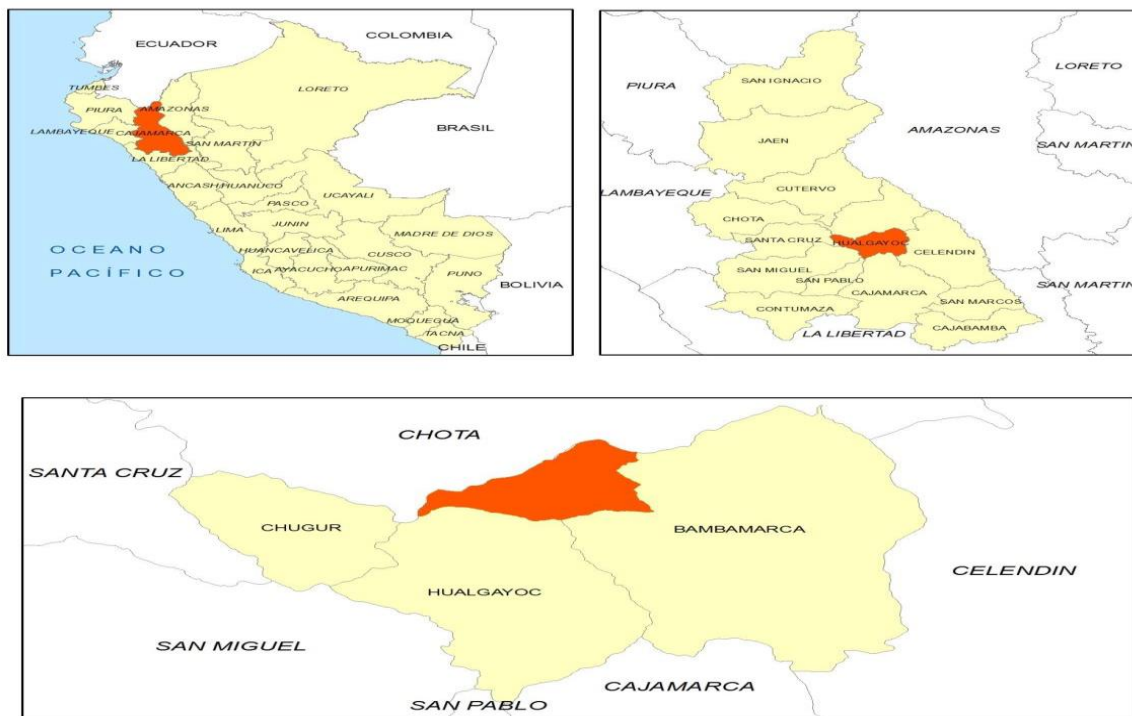 ECUADOR
COLOMBIA
TUMBES
LORETO
PIURA
AMAZONAS
BRASIL
LAMBAYEQUE
CAJAMARCA
SAN MARTIN
LA LIBERTAD
ANCASH
HUANUCO
UCAYALI
PASCO
LIMA
JUNIN
MADRE DE DIOS
OCEANO
PACÍFICO
HUANCAVELICA
CUSCO
ICA
AYACUCHO
APURIMAC
PUNO
BOLIVIA
AREQUIPA
MOQUEGUA
TACNA
CHILE
PIURA
SAN IGNACIO
LORETO
AMAZONAS
JAEN
SAN MARTIN
LAMBAYEQUE
CUTERVO
CHOTA
SANTA CRUZ
HUALGAYOC
CELENDIN
SAN MIGUEL
SAN PABLO
CAJAMARCA
SAN MARTIN
CONTUMAZA
SAN MARCOS
LA LIBERTAD
CAJABAMBA
CHOTA
SANTA CRUZ
CHUGUR
BAMBAMARCA
CELENDIN
HUALGAYOC
SAN MIGUEL
CAJAMARCA
SAN PABLO